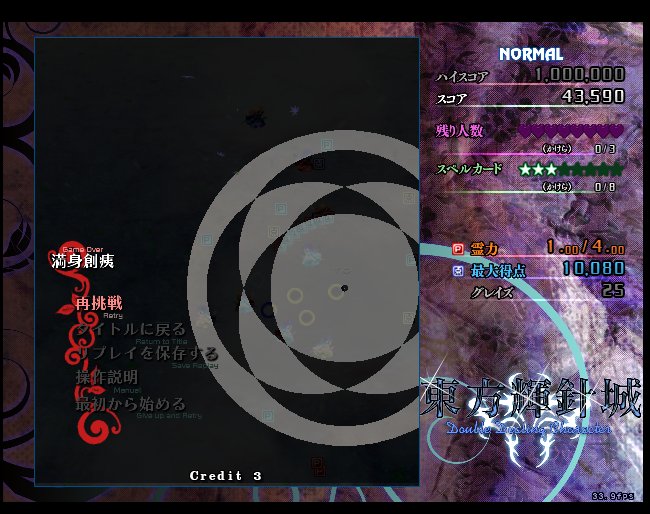 NORMAL
ハイスコア 1,000,000
スコア 43,590
残り人数
(かけら) 0/3
スペルカード
(かけら) 0/8
P 霊力 1.00/4.00
最大得点 10,080
グレイズ 25
Game Over
満身創痍
再挑戦
Retry
タイトルに戻る
Return to Title
リプレイを保存する
Save Replay
操作説明
Manual
最初から始める
Give up and Retry
東方輝針城
Double Dealing Character
Credit 3
33.9fps